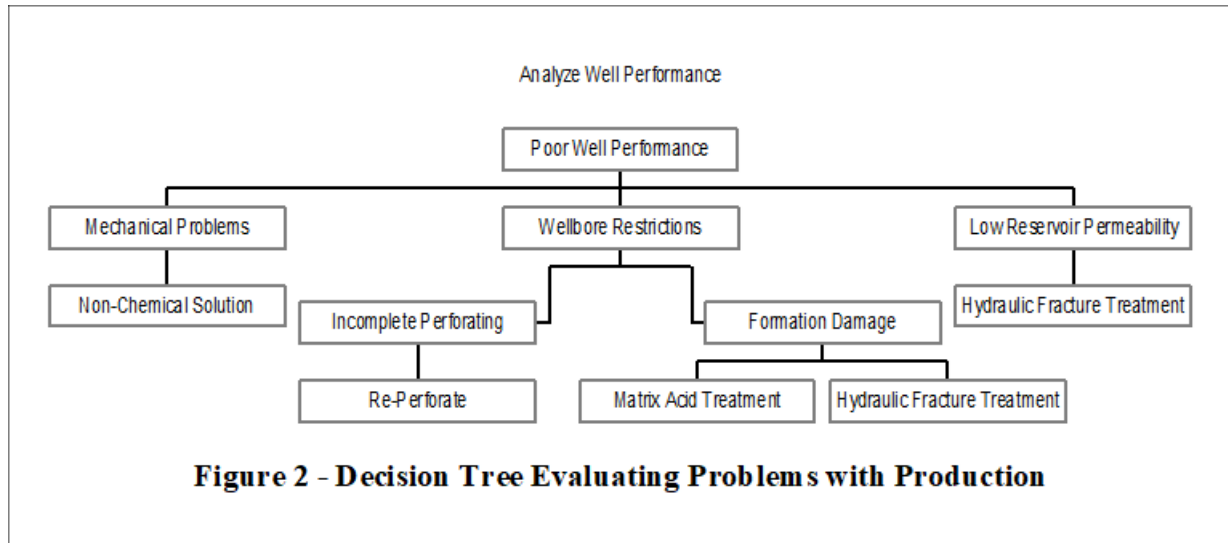 Analyze Well Performance
Poor Well Performance
Mechanical Problems
Wellbore Restrictions
Low Reservoir Permeability
Non-Chemical Solution
Hydraulic Fracture Treatment
Incomplete Perforating
Formation Damage
Re-Perforate
Matrix Acid Treatment
Hydraulic Fracture Treatment
Figure 2 - Decision Tree Evaluating Problems with Production